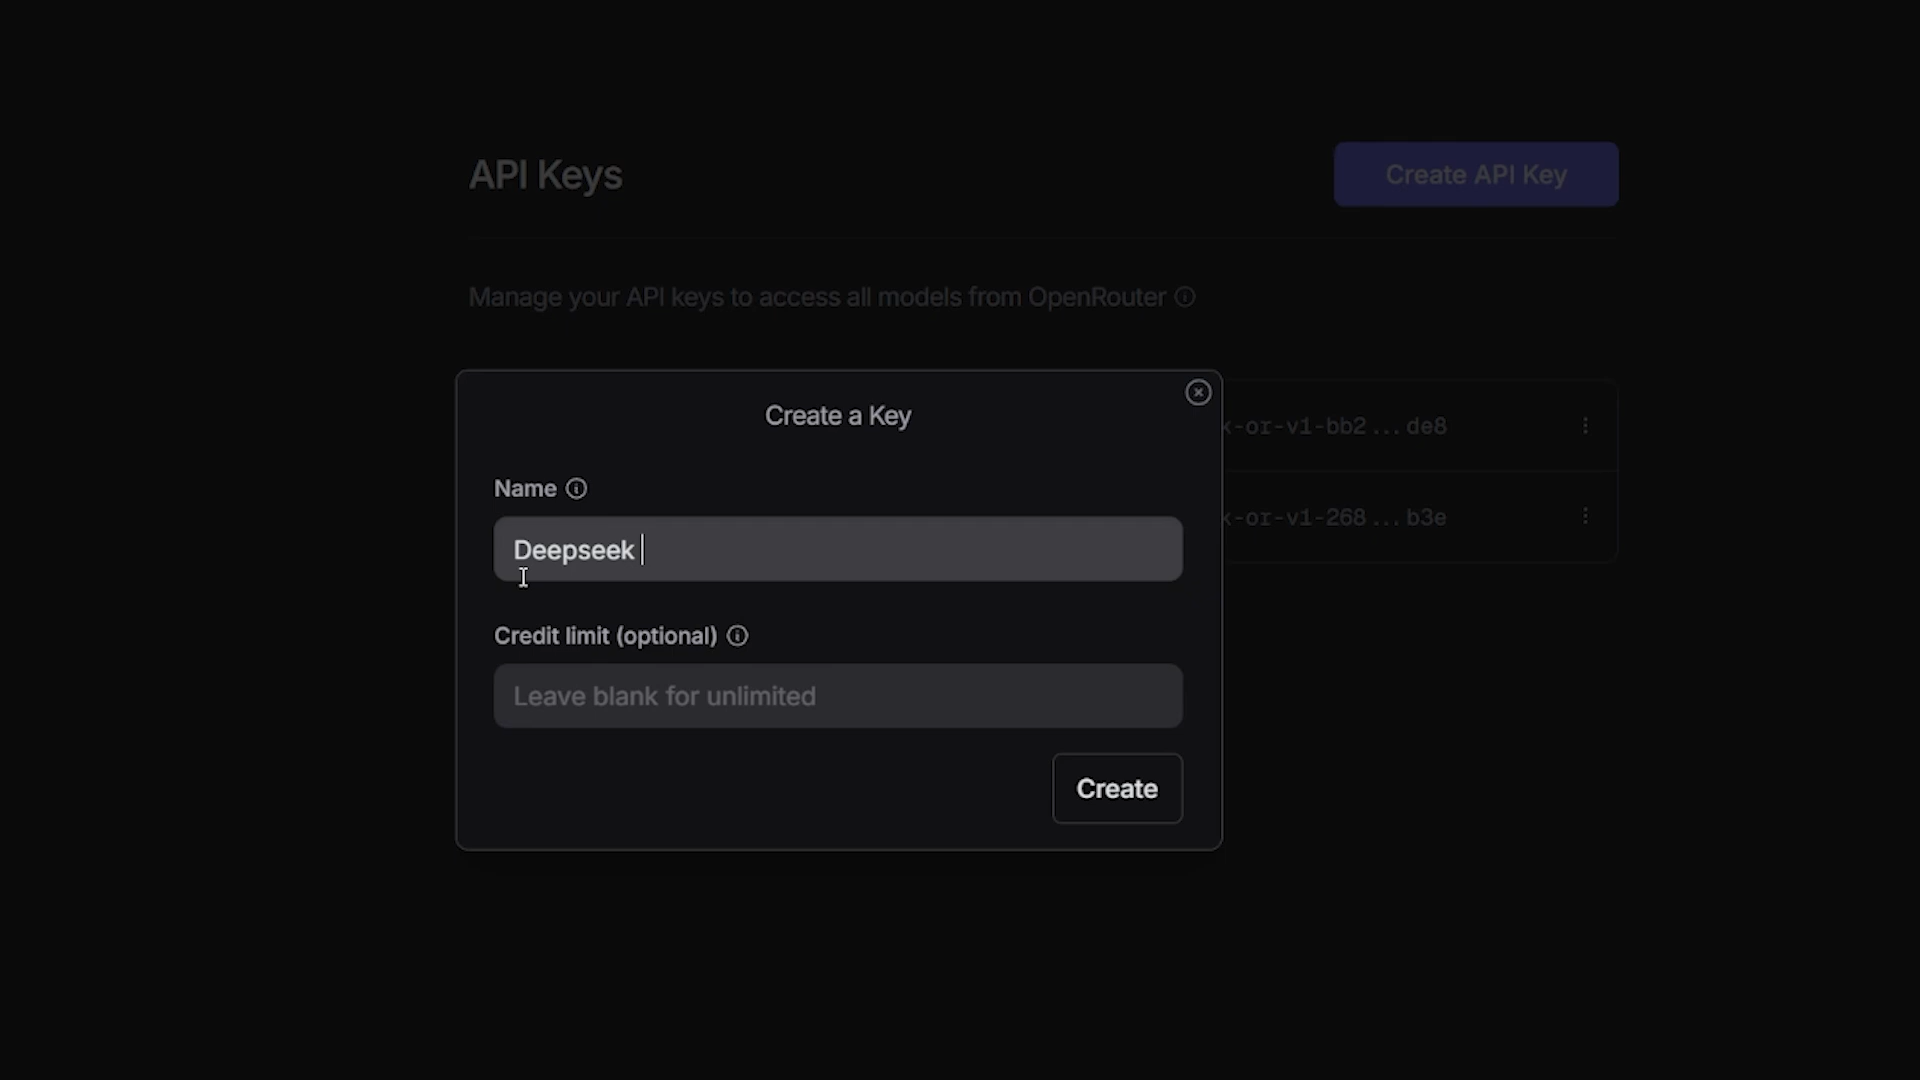 API Keys
Create API Key
Manage your API keys to access all models from OpenRouter
Create a Key
-or-v1-bb2...de8
Name
Deepseek
-or-v1-268...b3e
Credit limit (optional)
Leave blank for unlimited
Create